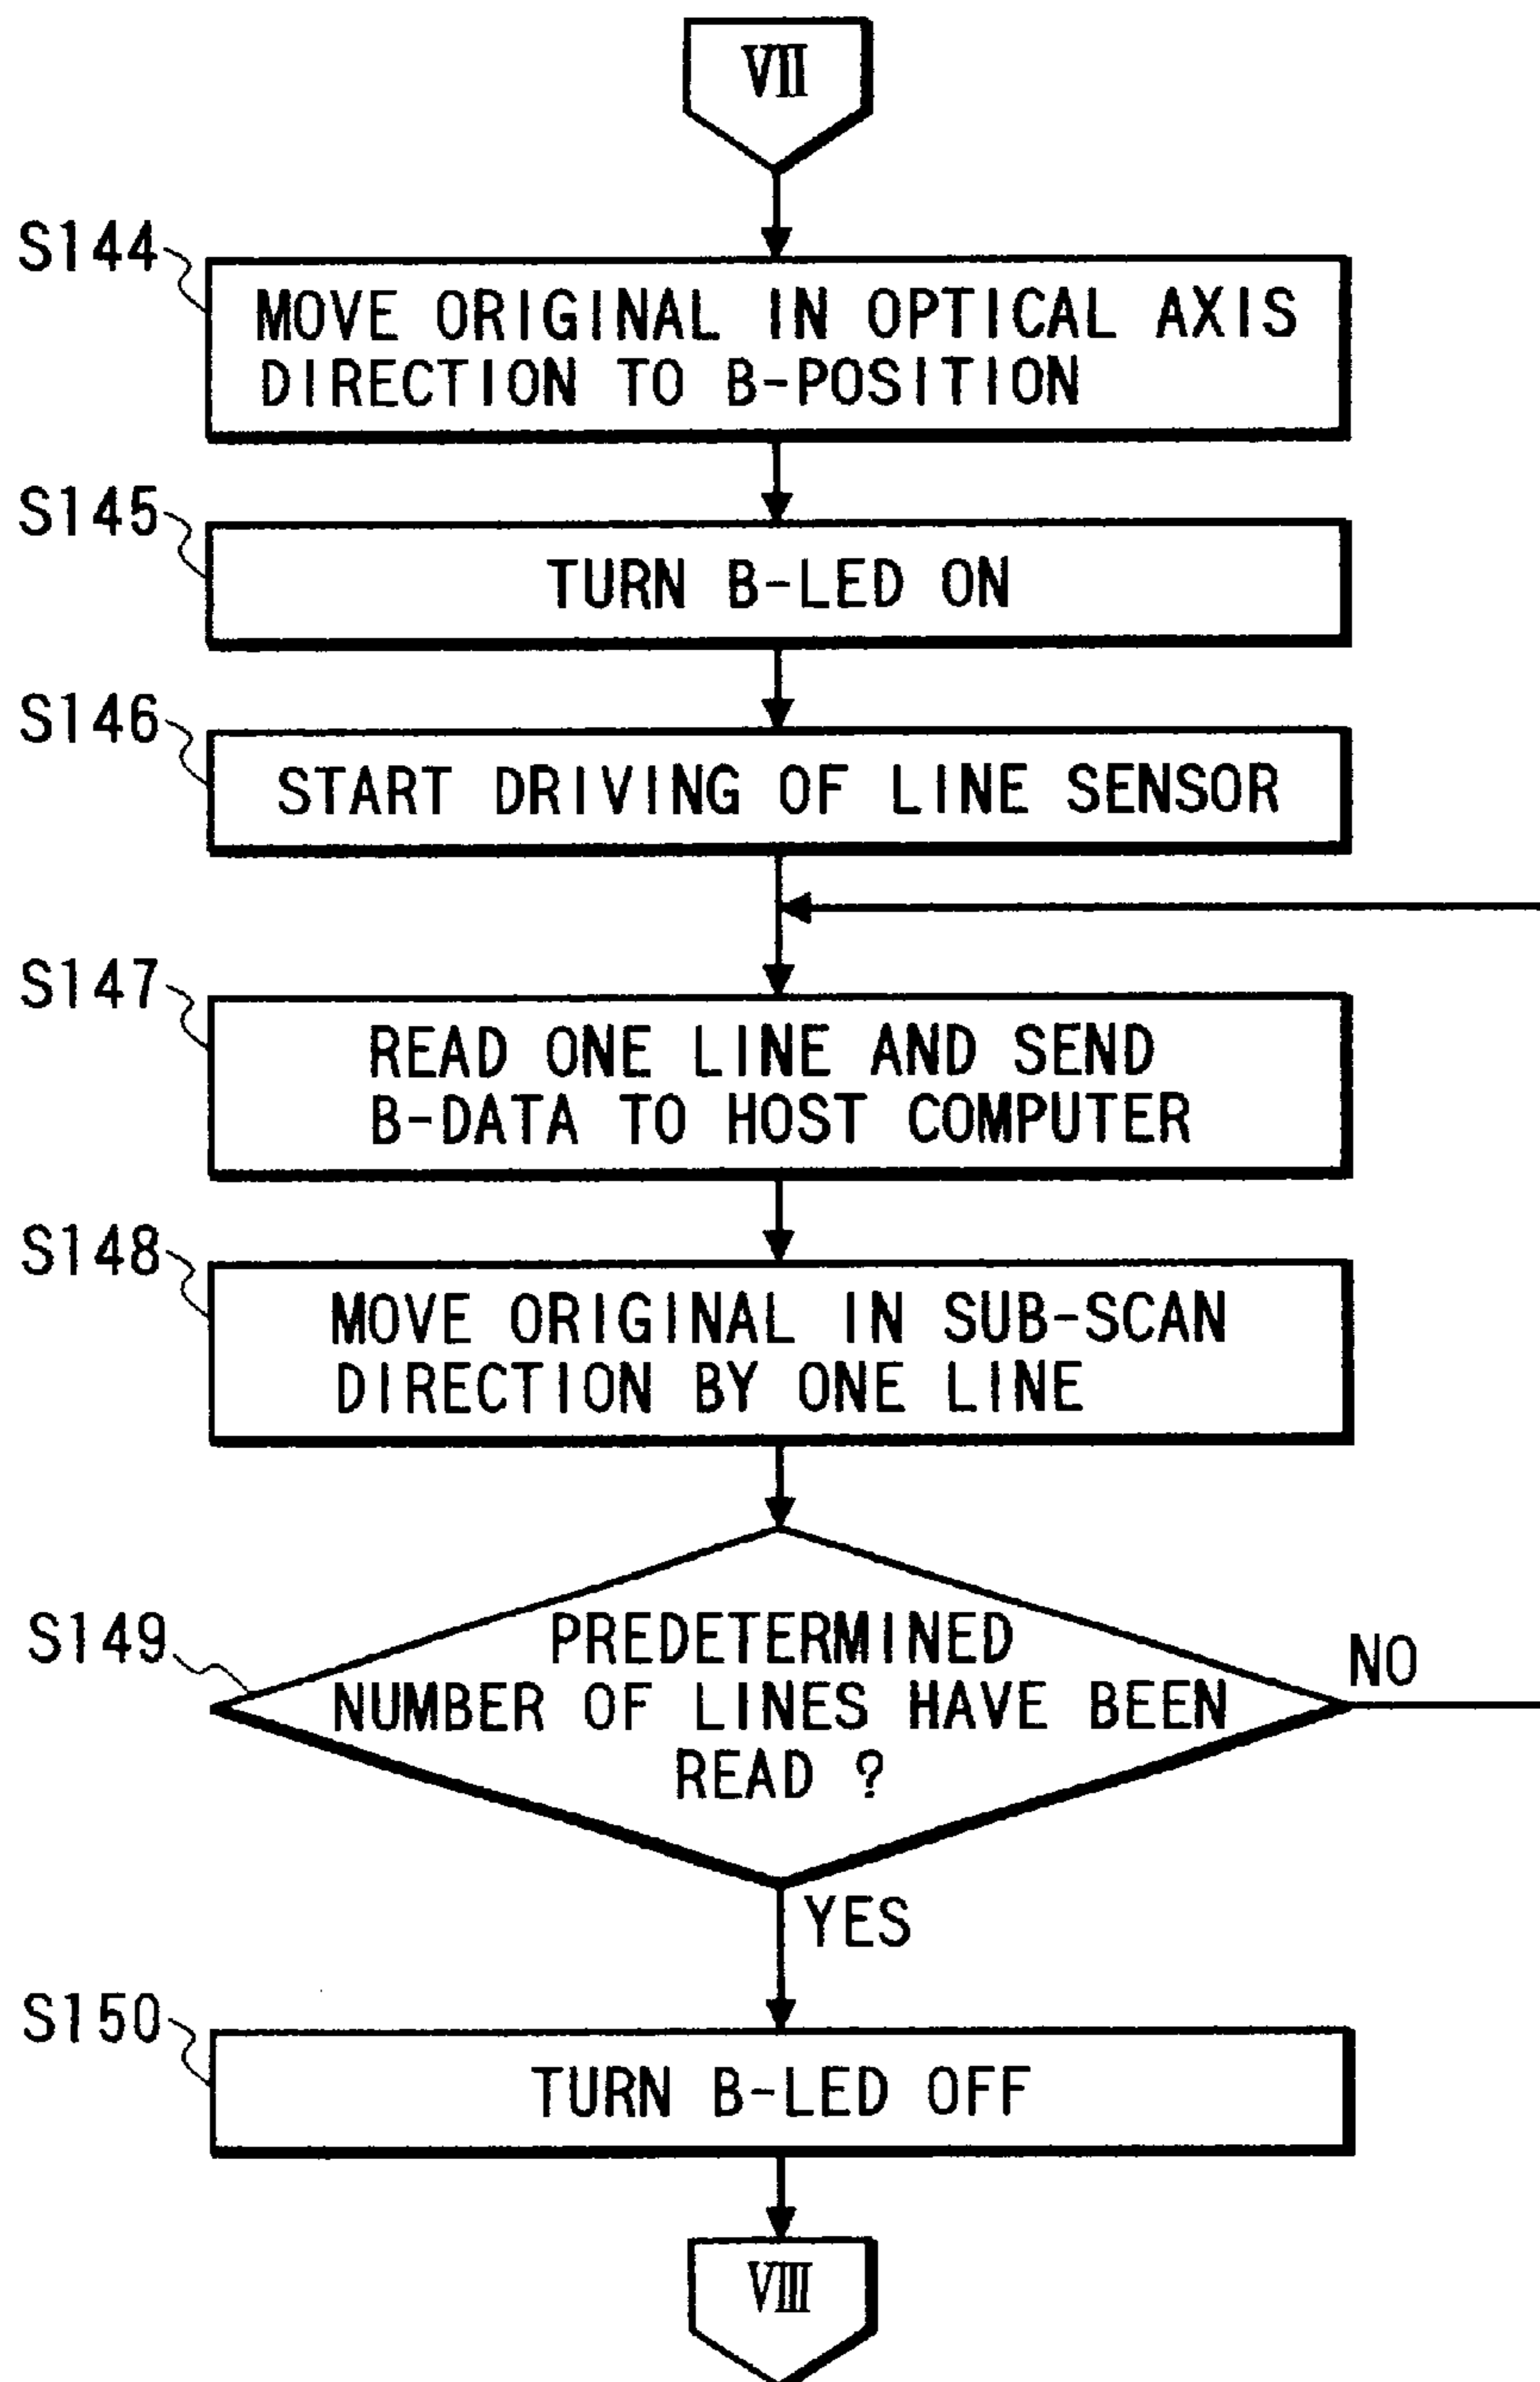 VII
S144
MOVE ORIGINAL IN OPTICAL AXIS
DIRECTION TO B-POSITION
S145
TURN B-LED ON
S146
START DRIVING OF LINE SENSOR
S147
READ ONE LINE AND SEND
B-DATA TO HOST COMPUTER
S148
MOVE ORIGINAL IN SUB-SCAN
DIRECTION BY ONE LINE
S149
PREDETERMINED
NUMBER OF LINES HAVE BEEN
READ ?
NO
YES
S150
TURN B-LED OFF
VIII